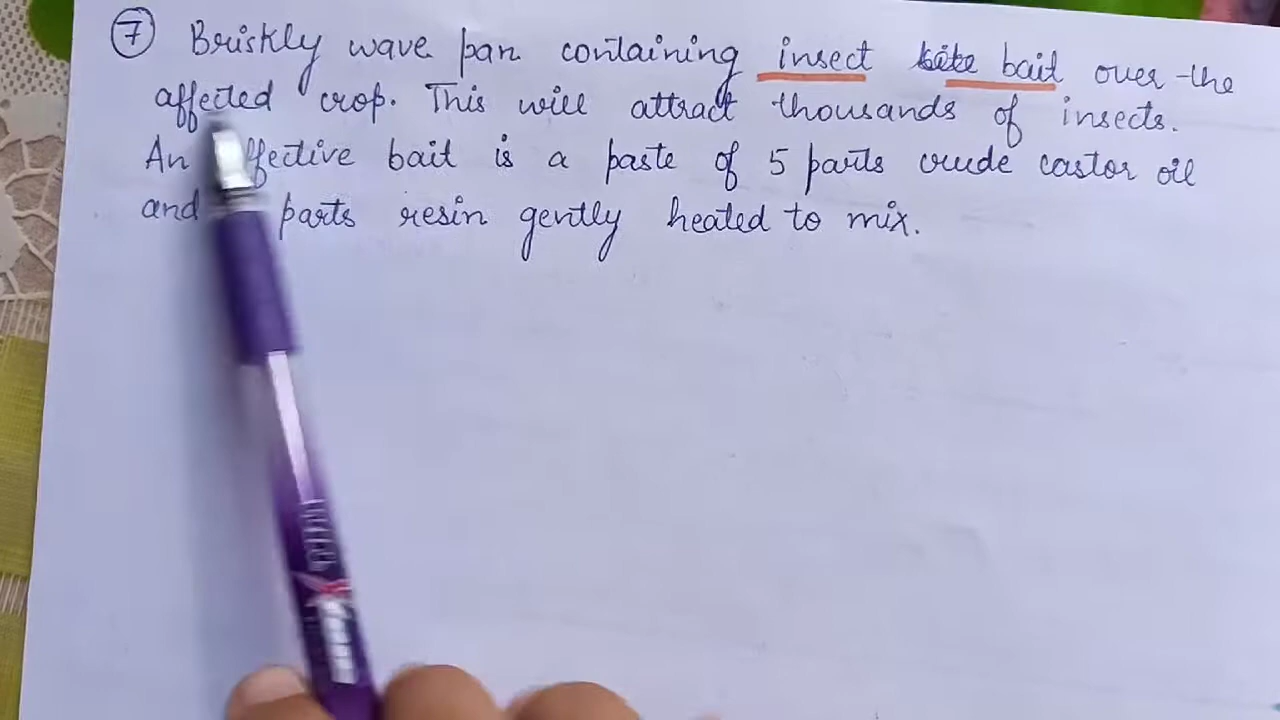 7 Briskly wave pan containing insect bait over the
affected crop. This will attract thousands of insects.
An effective bait is a paste of 5 parts crude castor oil
and parts resin gently heated to mix.